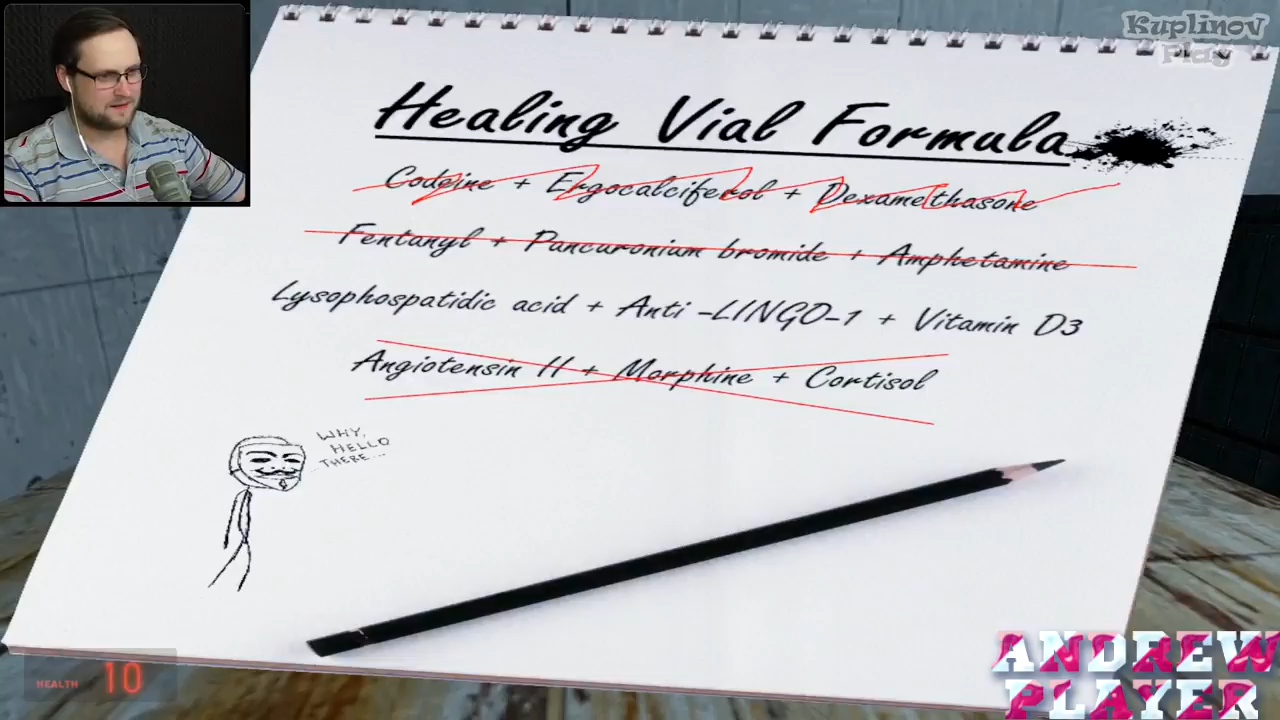 Kuplinov
Play
Healing Vial Formula
Codeine + Ergocalciferol + Dexamethasone
Fentanyl + Pancuronium bromide + Amphetamine
Lysophospatidic acid + Anti-LINGO-1 + Vitamin D3
Angiotensin II + Morphine + Cortisol
WHY,
HELLO
THERE...
HEALTH 10
ANDREW
PLAYER